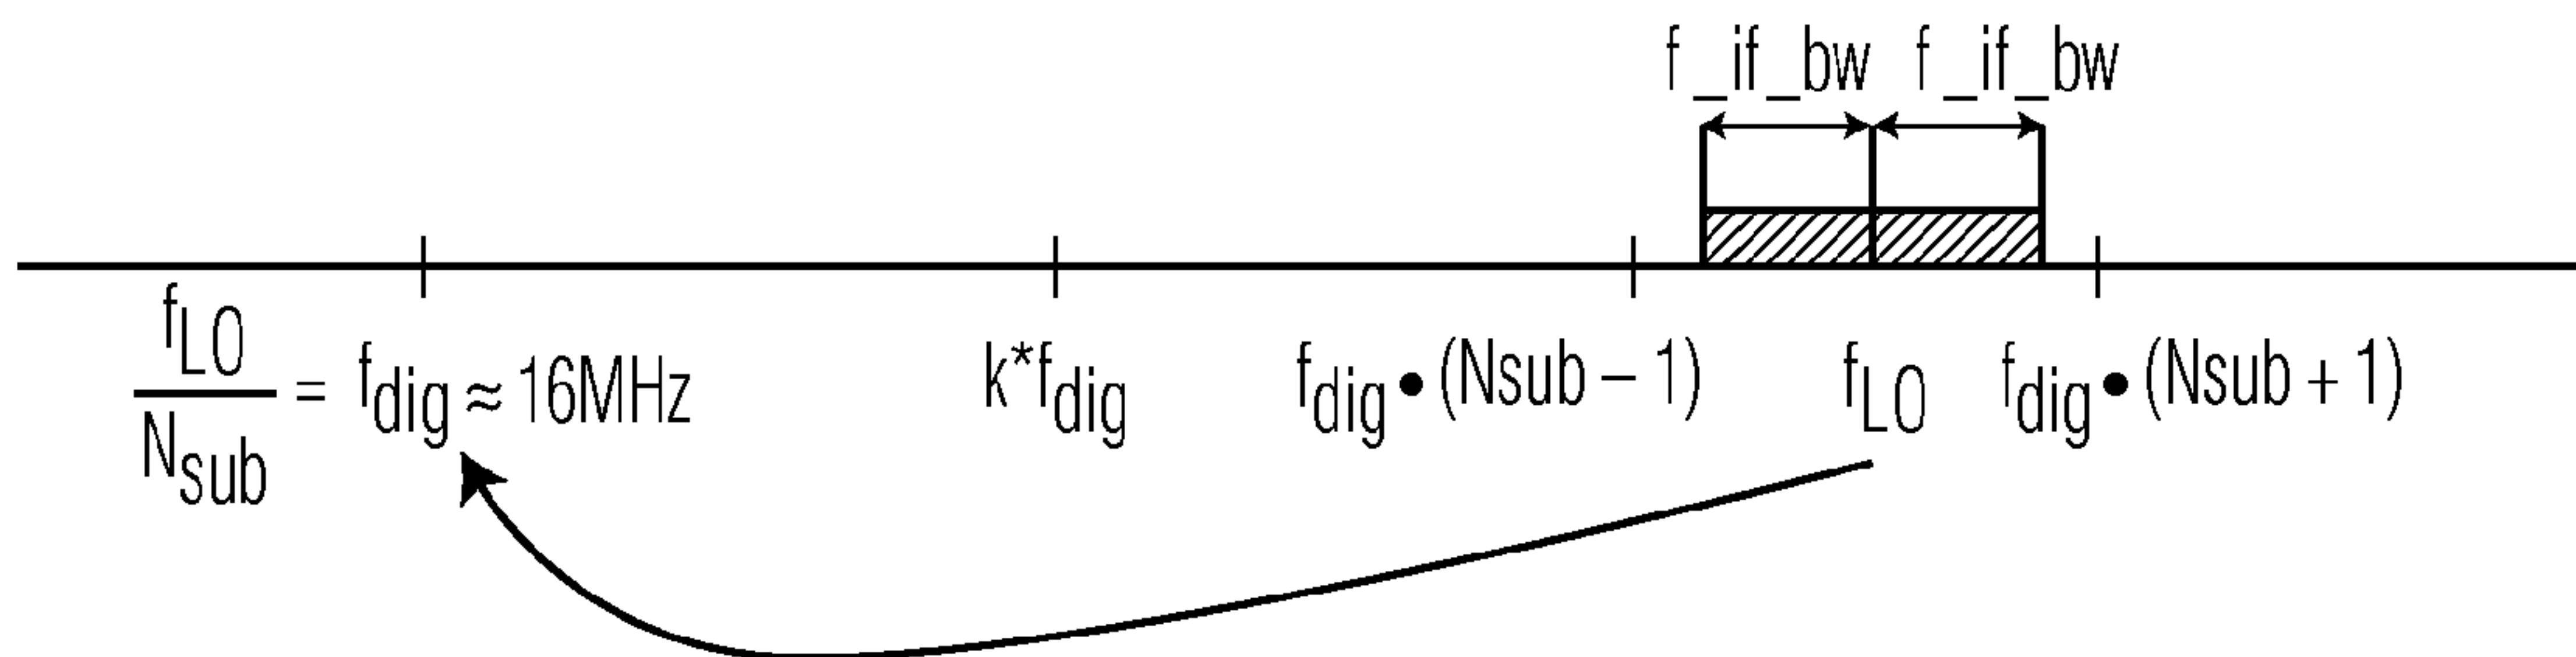 f_if_bw f_if_bw
fLO / Nsub = fdig ≈ 16MHz k*fdig fdig • (Nsub – 1) fLO fdig • (Nsub + 1)